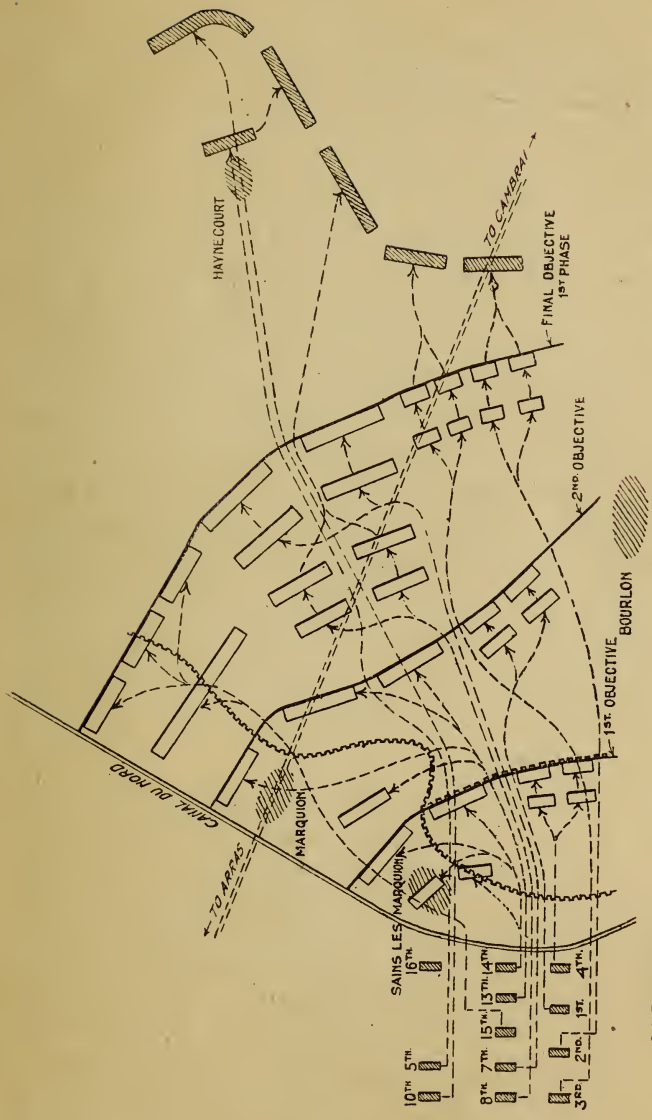 HAYNECOURT
TO CAMBRAI
FINAL OBJECTIVE
1ST PHASE
2ND. OBJECTIVE
BOURLON
1ST. OBJECTIVE
CANAL DU NORD
MARQUION
TO ARRAS
SAINS LES MARQUION
16TH.
10TH. 5TH.
15TH. 13TH. 14TH.
8TH. 7TH.
3RD. 2ND. 1ST. 4TH.